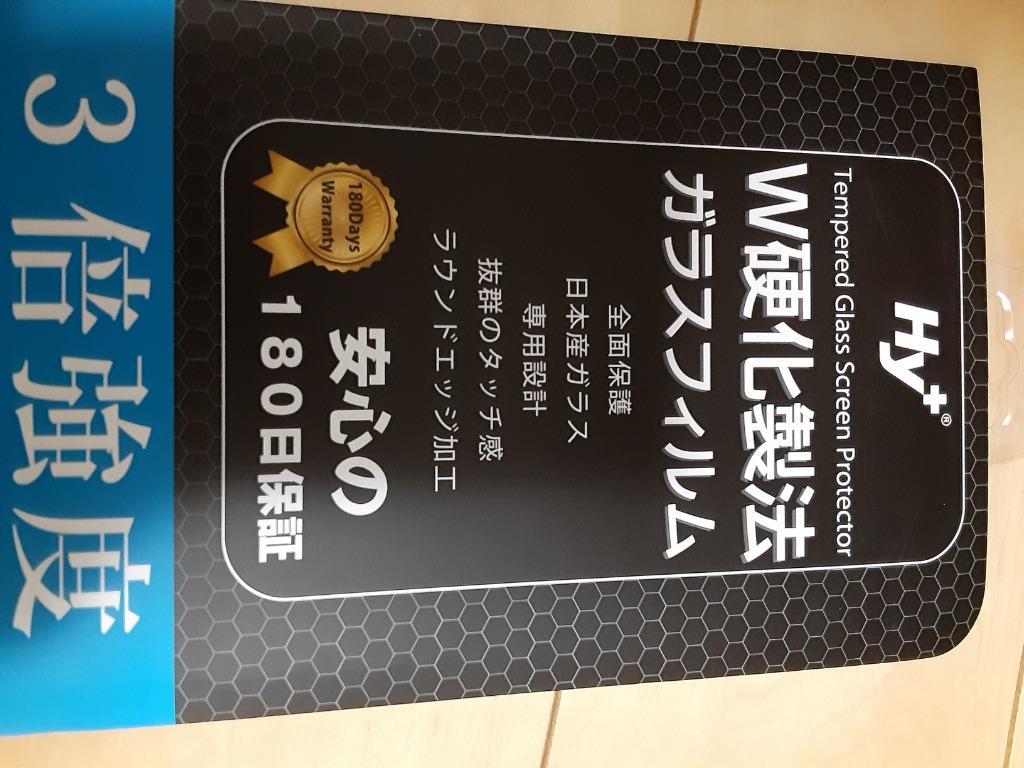 Hy+®
Tempered Glass Screen Protector
W硬化製法
ガラスフィルム
全面保護
日本産ガラス
専用設計
抜群のタッチ感
ラウンドエッジ加工
180Days
Warranty
安心の
180日保証
3倍強度